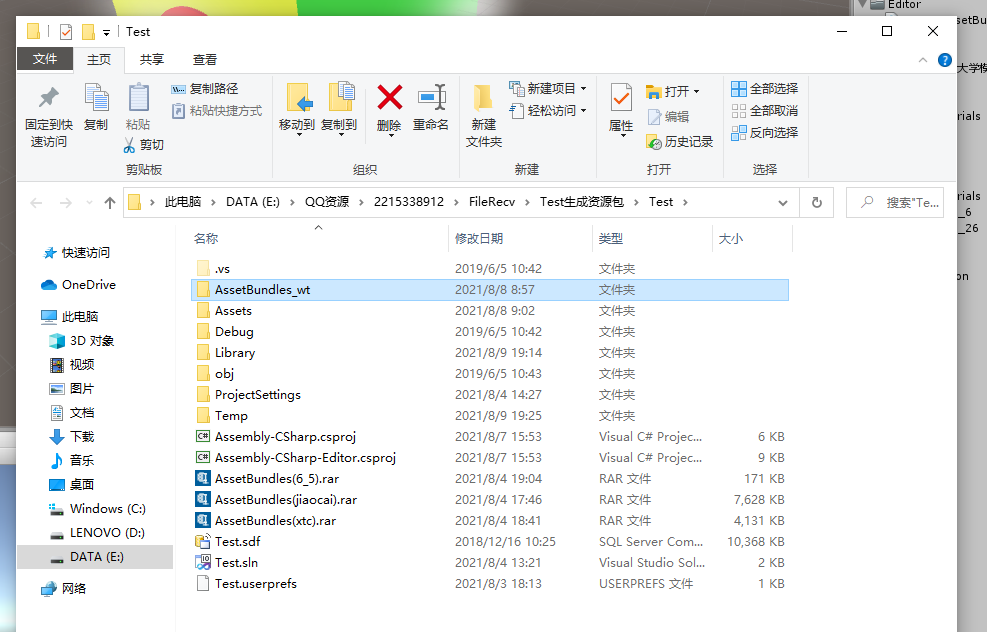 Editor
Test
文件 主页 共享 查看
固定到快速访问
复制
粘贴
复制路径
粘贴快捷方式
剪切
剪贴板
移动到
复制到
删除
重命名
组织
新建
文件夹
新建项目
轻松访问
新建
属性
打开
编辑
历史记录
打开
全部选择
全部取消
反向选择
选择
此电脑 DATA (E:) QQ资源 2215338912 FileRecv Test生成资源包 Test
搜索"Te...
快速访问
OneDrive
此电脑
3D 对象
视频
图片
文档
下载
音乐
桌面
Windows (C:)
LENOVO (D:)
DATA (E:)
网络
名称 修改日期 类型 大小
.vs 2019/6/5 10:42 文件夹
AssetBundles_wt 2021/8/8 8:57 文件夹
Assets 2021/8/8 9:02 文件夹
Debug 2019/6/5 10:42 文件夹
Library 2021/8/9 19:14 文件夹
obj 2019/6/5 10:43 文件夹
ProjectSettings 2021/8/4 14:27 文件夹
Temp 2021/8/9 19:25 文件夹
Assembly-CSharp.csproj 2021/8/7 15:53 Visual C# Projec... 6 KB
Assembly-CSharp-Editor.csproj 2021/8/7 15:53 Visual C# Projec... 9 KB
AssetBundles(6_5).rar 2021/8/4 19:04 RAR 文件 171 KB
AssetBundles(jiaocai).rar 2021/8/4 17:46 RAR 文件 7,628 KB
AssetBundles(xtc).rar 2021/8/4 18:41 RAR 文件 4,131 KB
Test.sdf 2018/12/16 10:25 SQL Server Com... 10,368 KB
Test.sln 2021/8/4 13:21 Visual Studio Sol... 2 KB
Test.userprefs 2021/8/3 18:13 USERPREFS 文件 1 KB
setBu
大学模
rials
rials
_6
_26
on